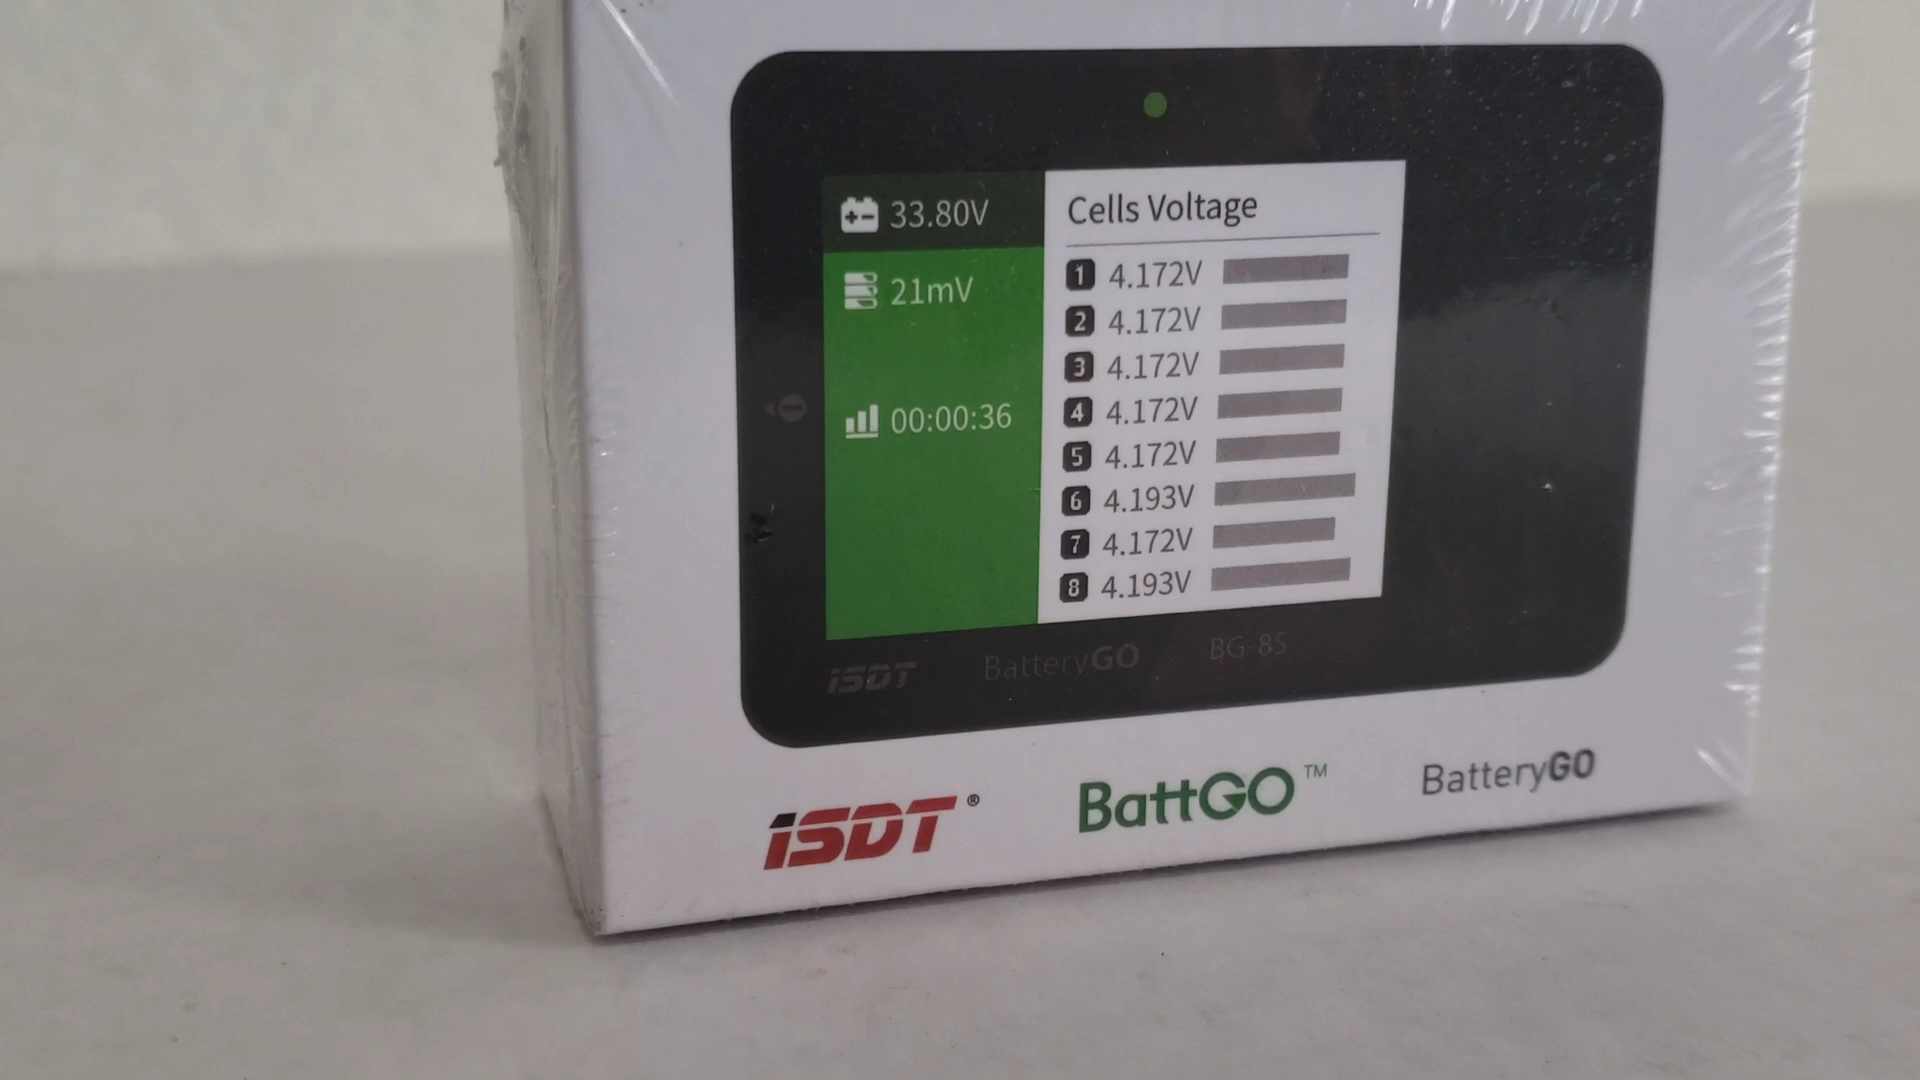 33.80V
21mV
00:00:36
Cells Voltage
1 4.172V
2 4.172V
3 4.172V
4 4.172V
5 4.172V
6 4.193V
7 4.172V
8 4.193V
iSDT BatteryGO BG-8S
iSDT® BattGO™ BatteryGO